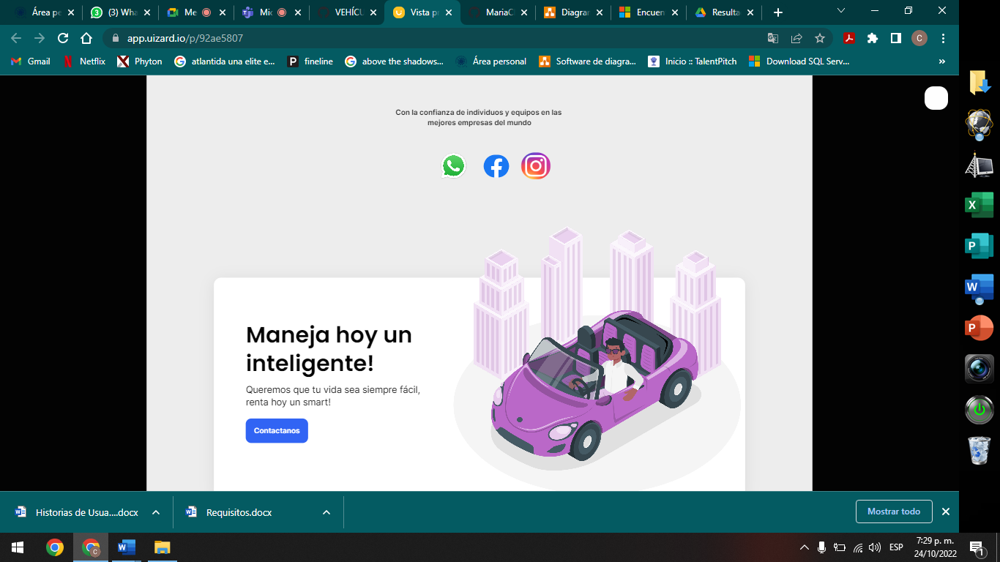 Área pe
(3) Wha
Me
Mic
VEHÍCU
Vista pr
MariaCl
Diagrar
Encuen
Resulta
app.uizard.io/p/92ae5807
C
Gmail
Netflix
Phyton
atlantida una elite e...
fineline
above the shadows...
Área personal
Software de diagra...
Inicio :: TalentPitch
Download SQL Serv...
»
Con la confianza de individuos y equipos en las
mejores empresas del mundo
Maneja hoy un
inteligente!
Queremos que tu vida sea siempre fácil,
renta hoy un smart!
Contactanos
Historias de Usua....docx
Requisitos.docx
Mostrar todo
ESP
7:29 p. m.
24/10/2022
1